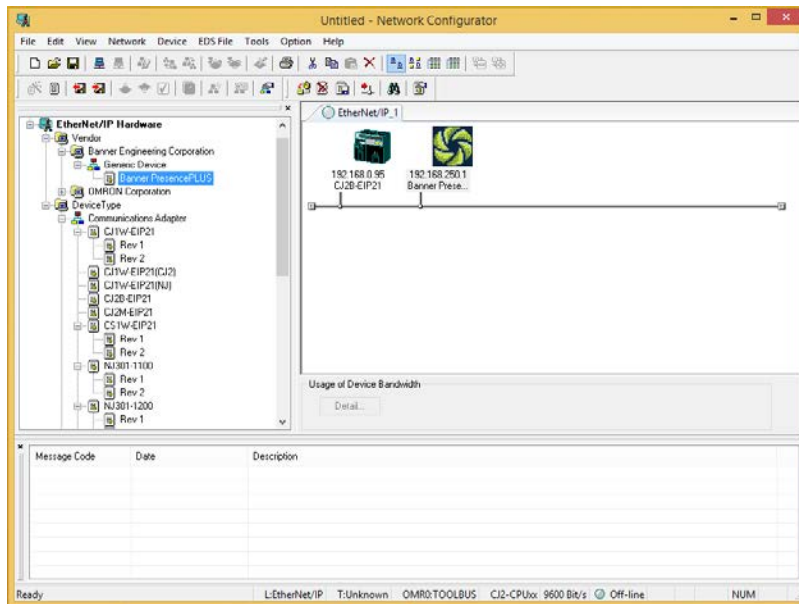 Untitled - Network Configurator
File Edit View Network Device EDS File Tools Option Help
EtherNet/IP Hardware
Vendor
Banner Engineering Corporation
Generic Device
Banner PresencePLUS
OMRON Corporation
DeviceType
Communications Adapter
CJ1W-EIP21
Rev 1
Rev 2
CJ1W-EIP21(CJ2)
CJ1W-EIP21(NJ)
CJ2B-EIP21
CJ2M-EIP21
CS1W-EIP21
Rev 1
Rev 2
NJ301-1100
Rev 1
Rev 2
NJ301-1200
Rev 1
EtherNet/IP_1
192.168.0.95
CJ2B-EIP21
192.168.250.1
Banner Prese...
Usage of Device Bandwidth
Detail...
Message Code Date Description
Ready L:EtherNet/IP T:Unknown OMR0:TOOLBUS CJ2-CPUxx 9600 Bit/s Off-line NUM